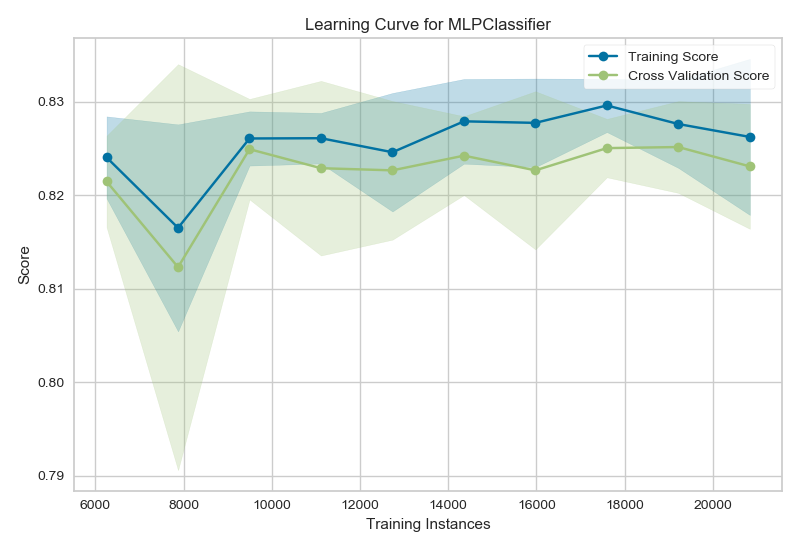 Learning Curve for MLPClassifier
Training Score
Cross Validation Score
0.83
0.82
0.81
0.80
0.79
Score
6000 8000 10000 12000 14000 16000 18000 20000
Training Instances